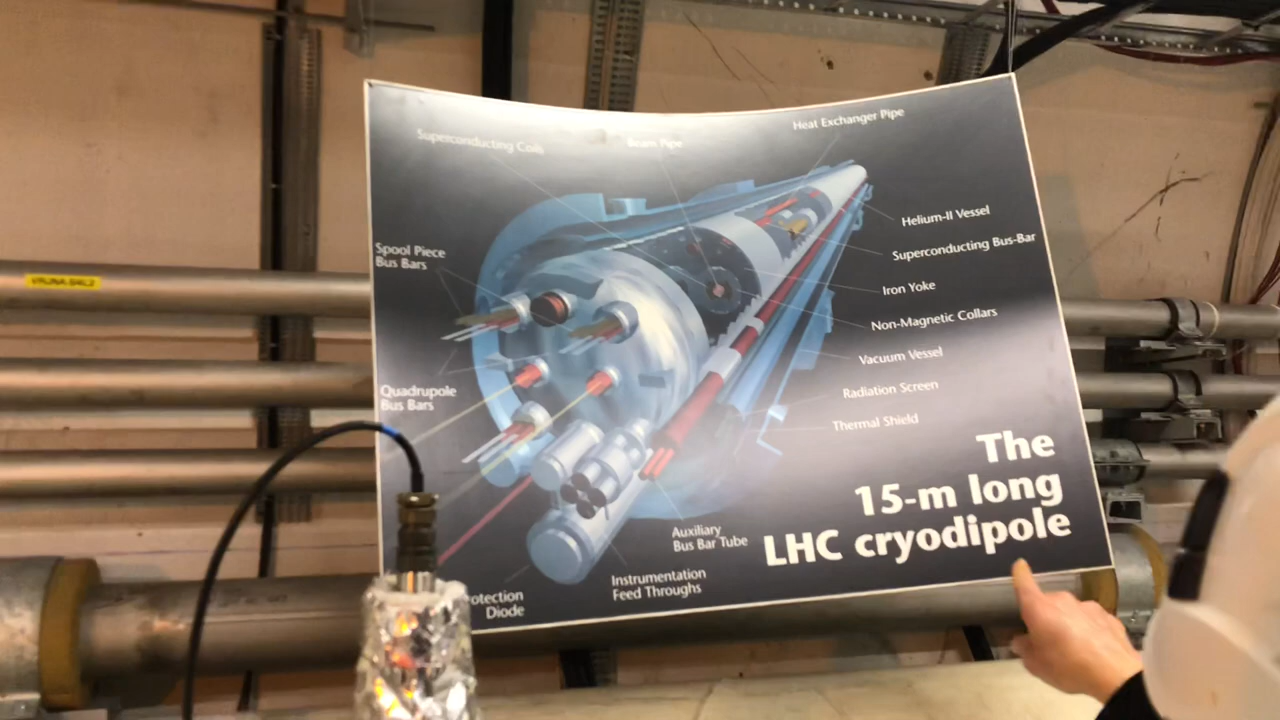 Heat Exchanger Pipe
Superconducting Coils
Beam Pipe
Helium-II Vessel
Superconducting Bus-Bar
Spool Piece
Bus Bars
Iron Yoke
Non-Magnetic Collars
Vacuum Vessel
Quadrupole
Bus Bars
Radiation Screen
Thermal Shield
The
15-m long
LHC cryodipole
Auxiliary
Bus Bar Tube
Instrumentation
Feed Throughs
otection
Diode